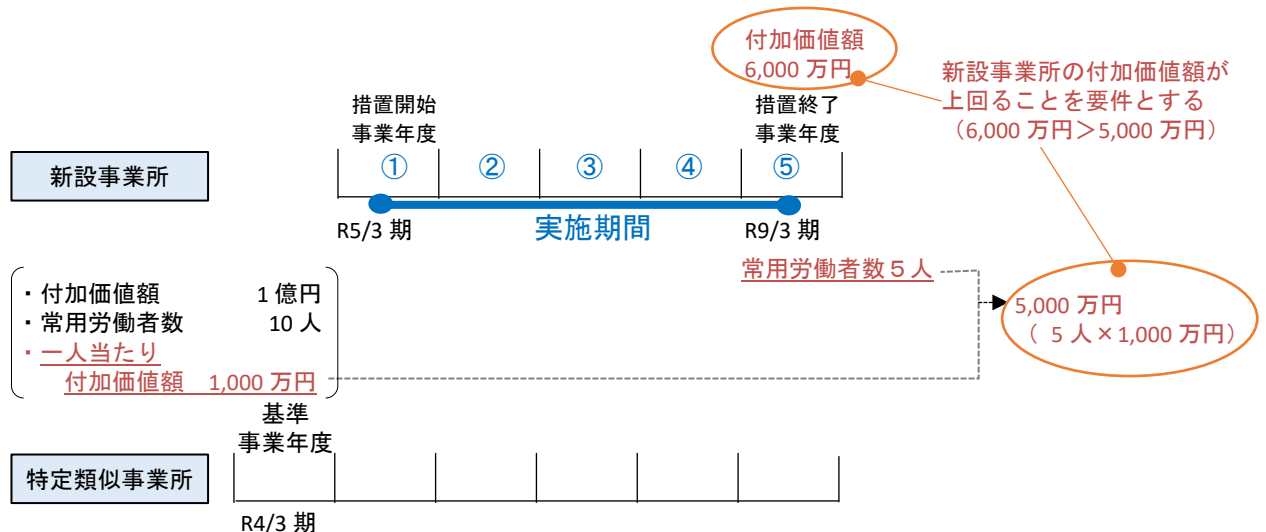 付加価値額
6,000 万円
新設事業所の付加価値額が
上回ることを要件とする
（6,000 万円＞5,000 万円）
措置開始
事業年度
措置終了
事業年度
新設事業所
① ② ③ ④ ⑤
R5/3 期
実施期間
R9/3 期
常用労働者数５人
・付加価値額 １億円
・常用労働者数 10 人
・一人当たり
付加価値額 1,000 万円
5,000 万円
（ ５人×1,000 万円）
基準
事業年度
特定類似事業所
R4/3 期